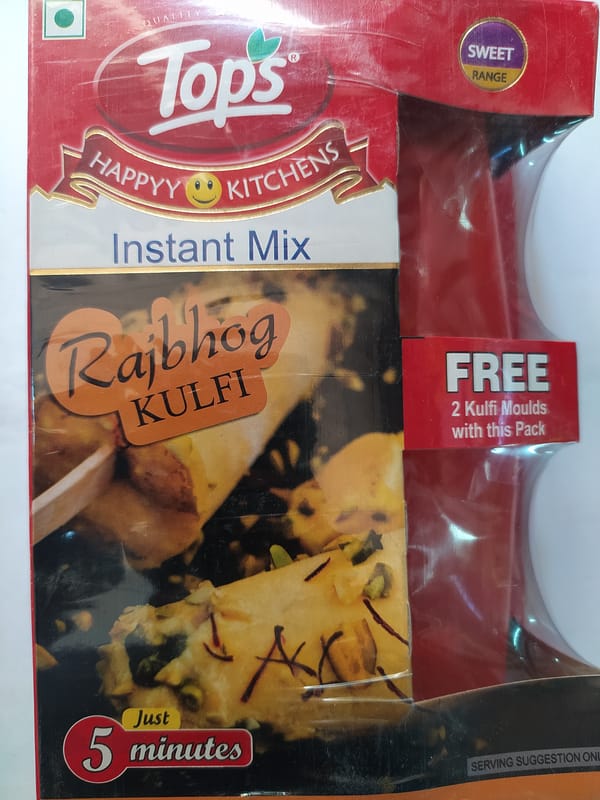 QUALITY
Tops®
SWEET
RANGE
HAPPYY KITCHENS
Instant Mix
Rajbhog
KULFI
FREE
2 Kulfi Moulds
with this Pack
Just
5 minutes
SERVING SUGGESTION